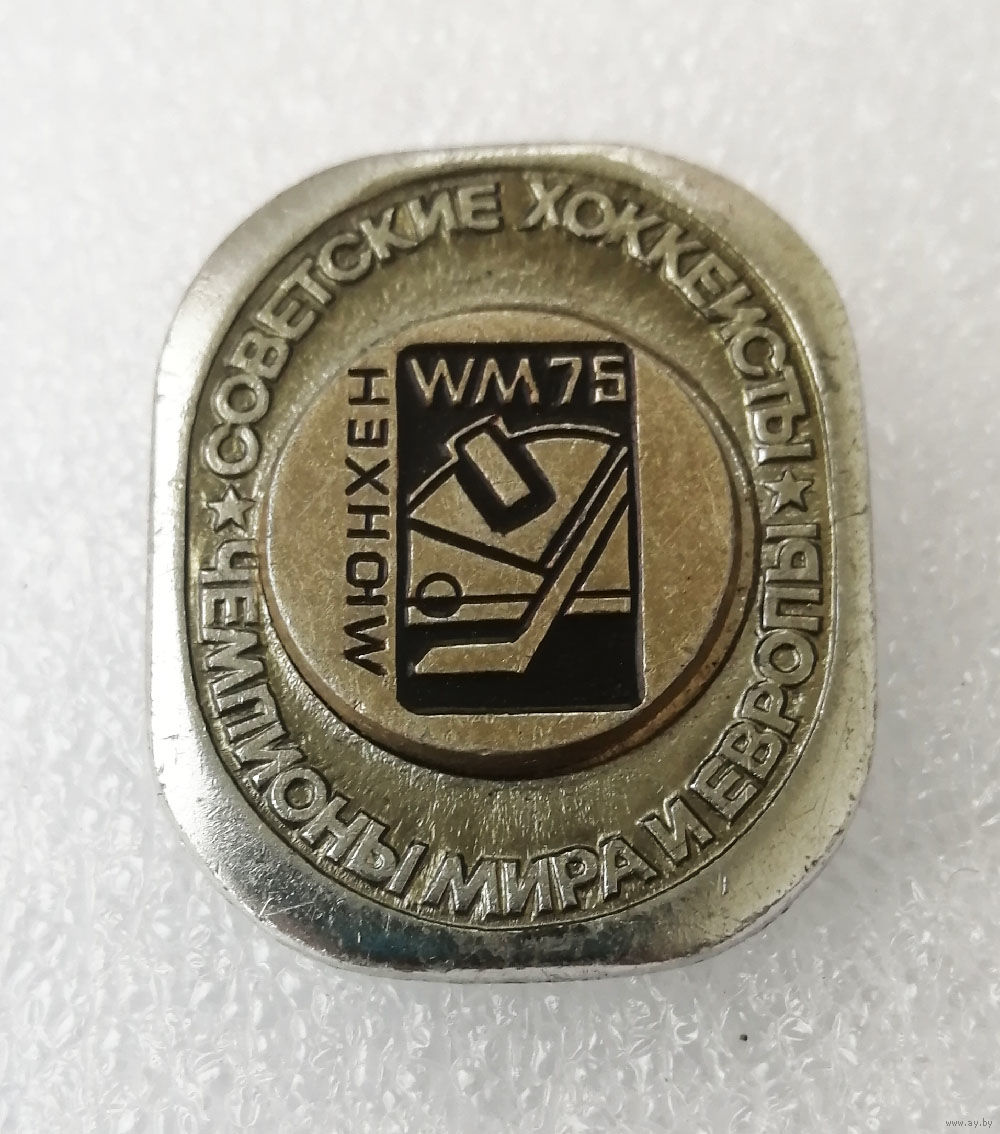 СОВЕТСКИЕ ХОККЕИСТЫ
WM75
МЮНХЕН
ЧЕМПИОНЫ МИРА И ЕВРОПЫ
www.ay.by